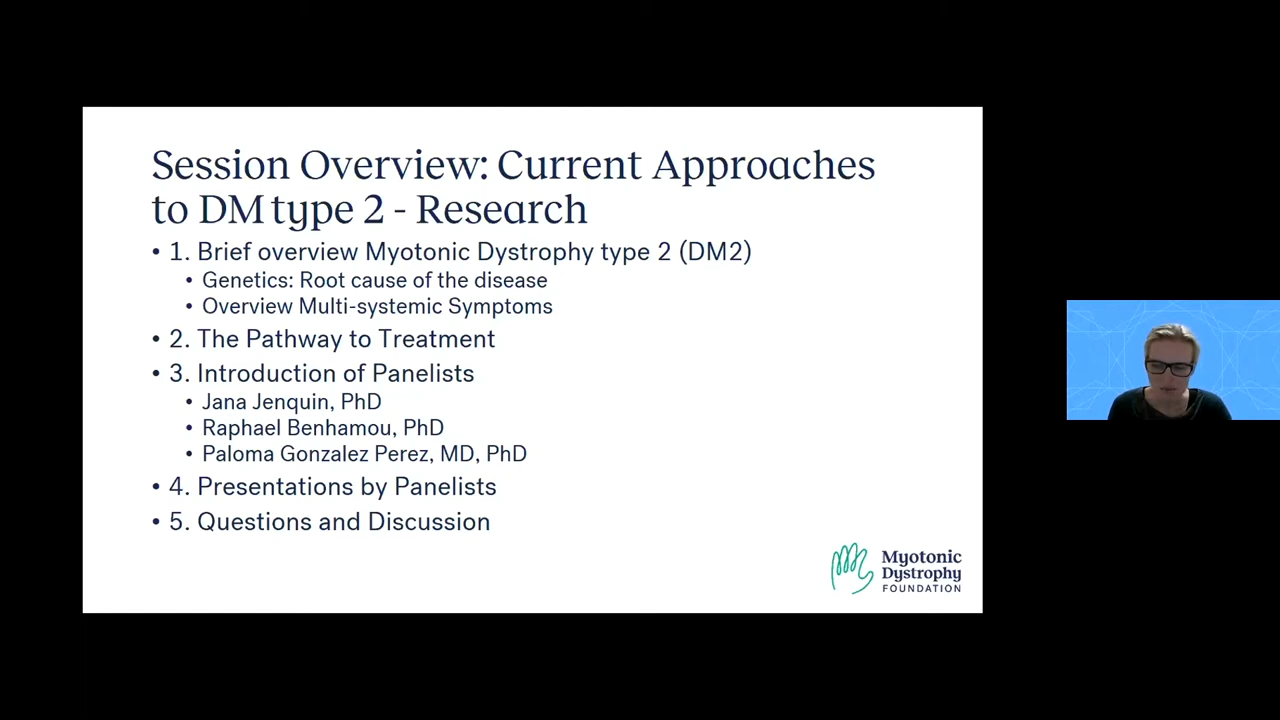 Session Overview: Current Approaches
to DM type 2 - Research
• 1. Brief overview Myotonic Dystrophy type 2 (DM2)
• Genetics: Root cause of the disease
• Overview Multi-systemic Symptoms
• 2. The Pathway to Treatment
• 3. Introduction of Panelists
• Jana Jenquin, PhD
• Raphael Benhamou, PhD
• Paloma Gonzalez Perez, MD, PhD
• 4. Presentations by Panelists
• 5. Questions and Discussion
Myotonic
Dystrophy
FOUNDATION